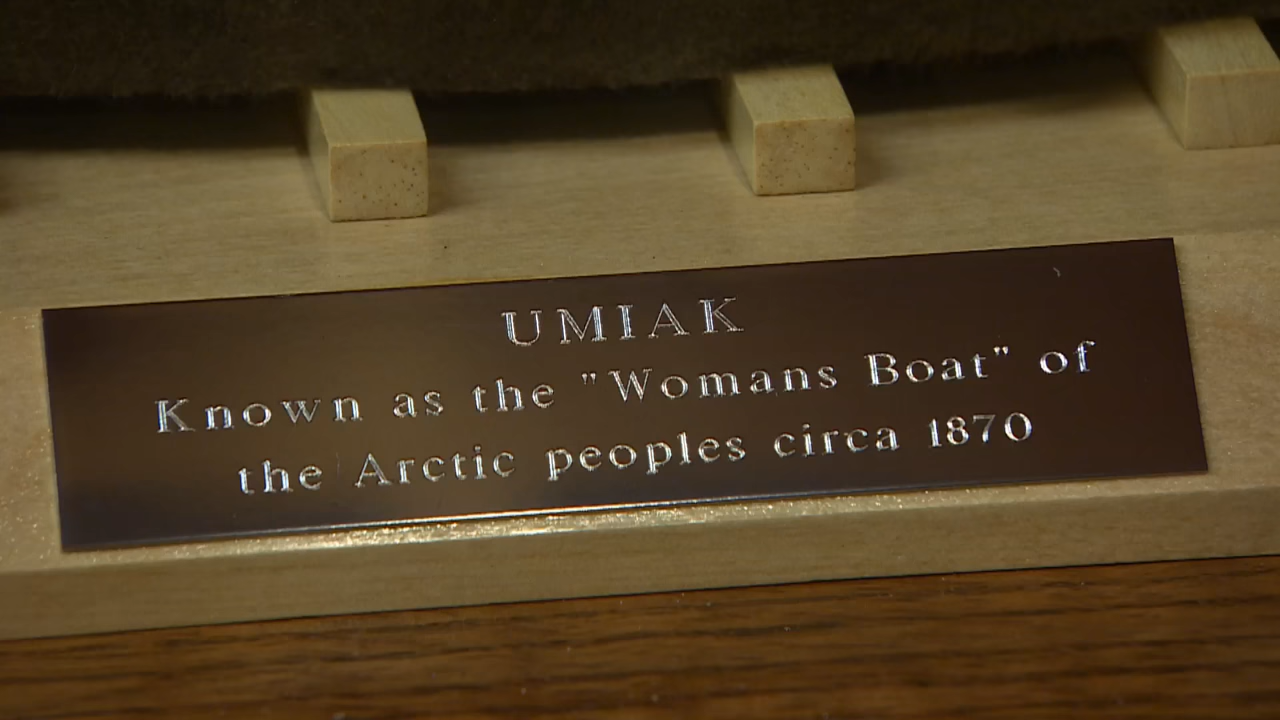 UMIAK
Known as the "Womans Boat" of
the Arctic peoples circa 1870